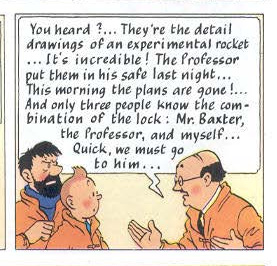 You heard ?... They're the detail
drawings of an experimental rocket
... It's incredible! The Professor
put them in his safe last night...
This morning the plans are gone!...
And only three people know the com-
bination of the lock: Mr. Baxter,
the Professor, and myself...
Quick, we must go
to him...